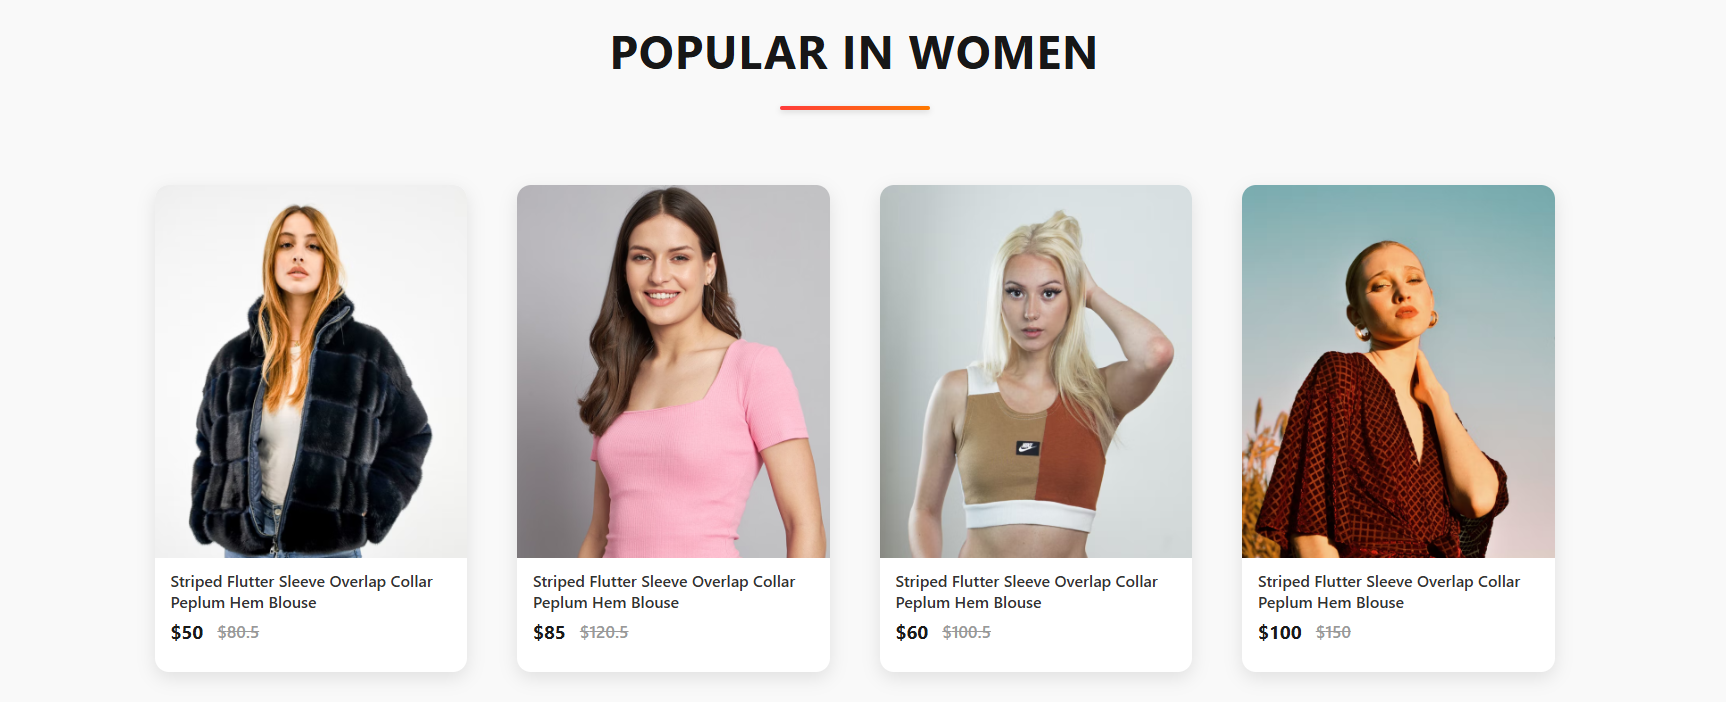 POPULAR IN WOMEN
Striped Flutter Sleeve Overlap Collar
Peplum Hem Blouse
$50 $80.5
Striped Flutter Sleeve Overlap Collar
Peplum Hem Blouse
$85 $120.5
NIKE
Striped Flutter Sleeve Overlap Collar
Peplum Hem Blouse
$60 $100.5
Striped Flutter Sleeve Overlap Collar
Peplum Hem Blouse
$100 $150